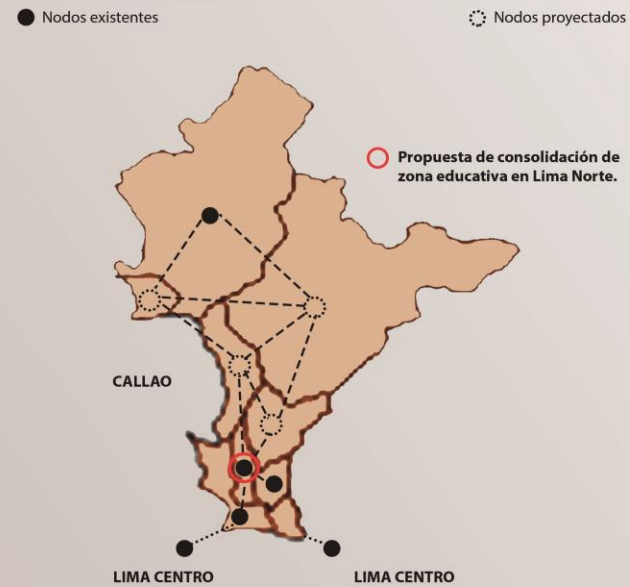 Nodos existentes
Nodos proyectados
Propuesta de consolidación de
zona educativa en Lima Norte.
CALLAO
LIMA CENTRO
LIMA CENTRO